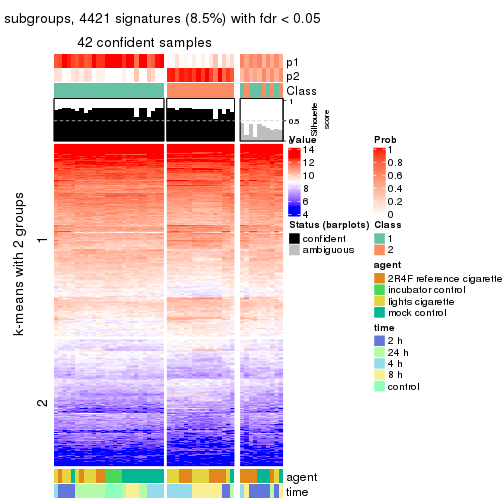 subgroups, 4421 signatures (8.5%) with fdr < 0.05
42 confident samples
p1
p2
Class
1
0.5
0
Silhouette
score
k-means with 2 groups
1
2
agent
time
Value
14
12
10
8
6
4
Status (barplots)
confident
ambiguous
Prob
1
0.8
0.6
0.4
0.2
0
Class
1
2
agent
2R4F reference cigarette
incubator control
lights cigarette
mock control
time
2 h
24 h
4 h
8 h
control